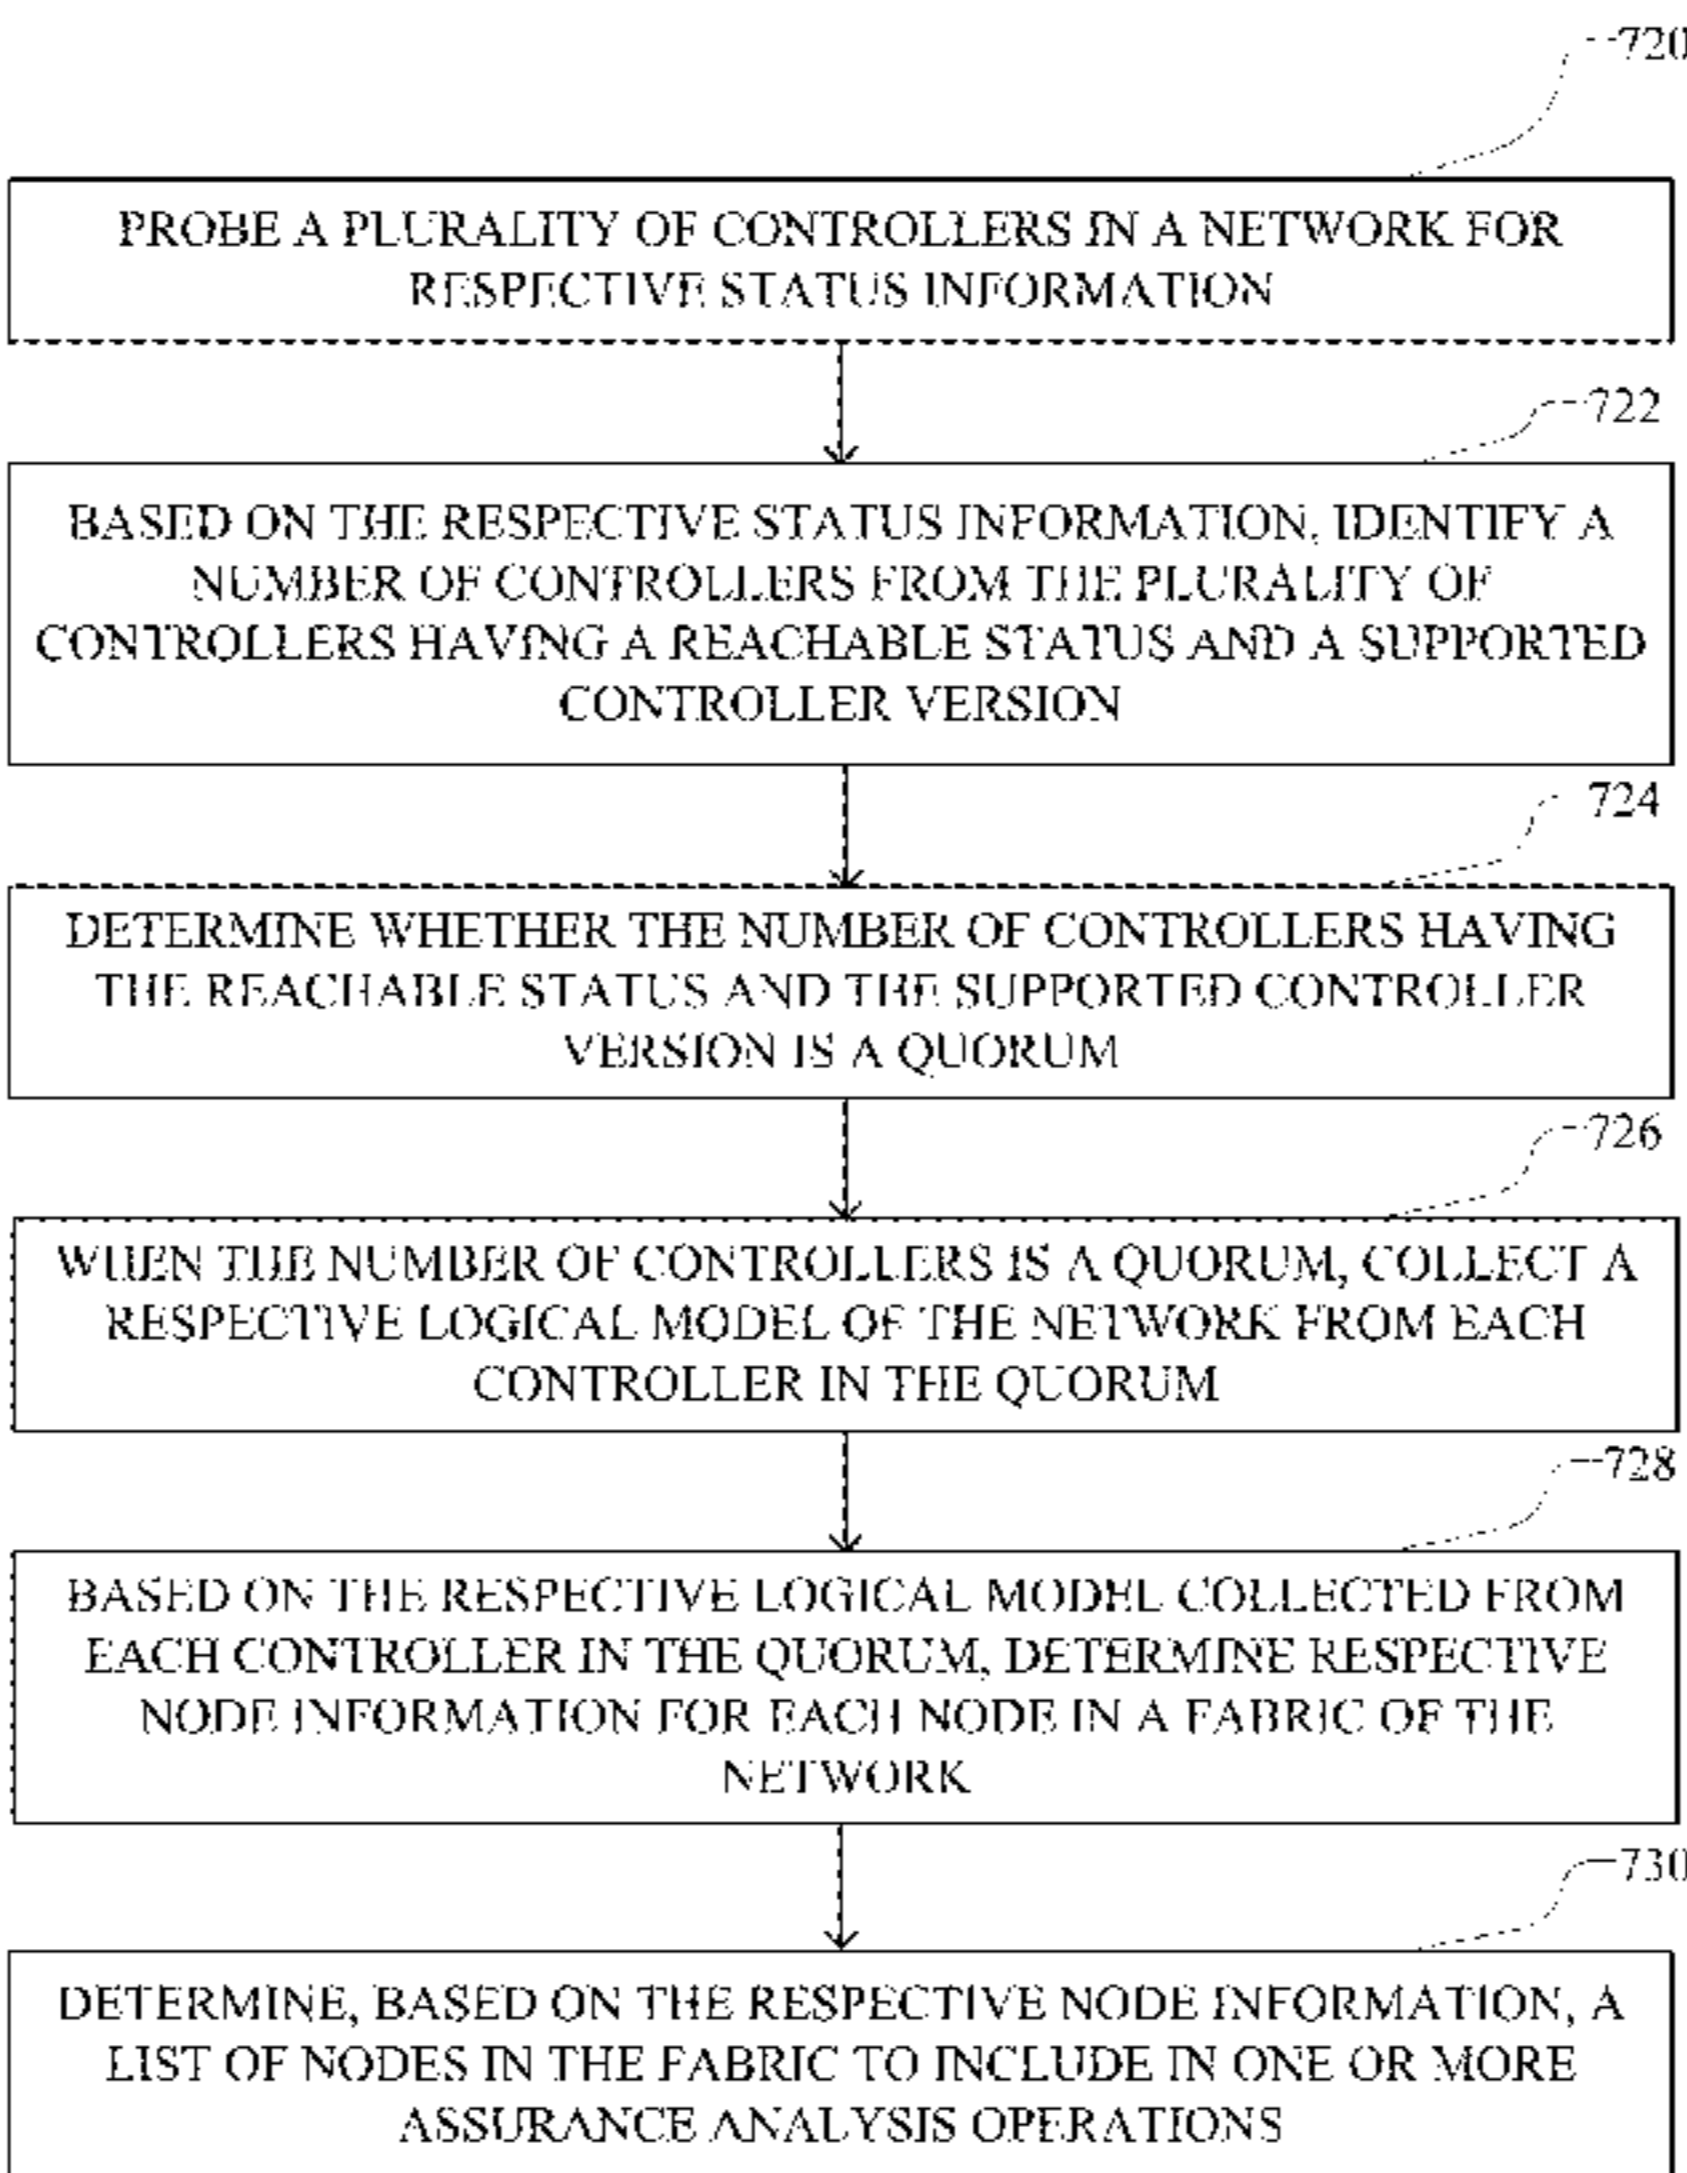 720
PROBE A PLURALITY OF CONTROLLERS IN A NETWORK FOR
RESPECTIVE STATUS INFORMATION
722
BASED ON THE RESPECTIVE STATUS INFORMATION, IDENTIFY A
NUMBER OF CONTROLLERS FROM THE PLURALITY OF
CONTROLLERS HAVING A REACHABLE STATUS AND A SUPPORTED
CONTROLLER VERSION
724
DETERMINE WHETHER THE NUMBER OF CONTROLLERS HAVING
THE REACHABLE STATUS AND THE SUPPORTED CONTROLLER
VERSION IS A QUORUM
726
WHEN THE NUMBER OF CONTROLLERS IS A QUORUM, COLLECT A
RESPECTIVE LOGICAL MODEL OF THE NETWORK FROM EACH
CONTROLLER IN THE QUORUM
728
BASED ON THE RESPECTIVE LOGICAL MODEL COLLECTED FROM
EACH CONTROLLER IN THE QUORUM, DETERMINE RESPECTIVE
NODE INFORMATION FOR EACH NODE IN A FABRIC OF THE
NETWORK
730
DETERMINE, BASED ON THE RESPECTIVE NODE INFORMATION, A
LIST OF NODES IN THE FABRIC TO INCLUDE IN ONE OR MORE
ASSURANCE ANALYSIS OPERATIONS